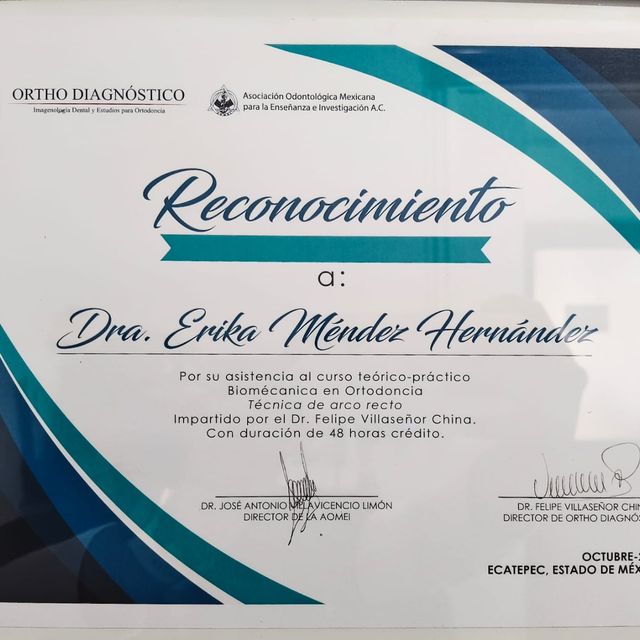 ORTHO DIAGNÓSTICO
Imagenología Dental y Estudios para Ortodoncia
Asociación Odontológica Mexicana
para la Enseñanza e Investigación A.C.
Reconocimiento
a:
Dra. Erika Méndez Hernández
Por su asistencia al curso teórico-práctico
Biomécanica en Ortodoncia
Técnica de arco recto
Impartido por el Dr. Felipe Villaseñor China.
Con duración de 48 horas crédito.
DR. JOSÉ ANTONIO VILLAVICENCIO LIMÓN
DIRECTOR DE LA AOMEI
DR. FELIPE VILLASEÑOR CHIN
DIRECTOR DE ORTHO DIAGNÓS
OCTUBRE-2
ECATEPEC, ESTADO DE MÉX